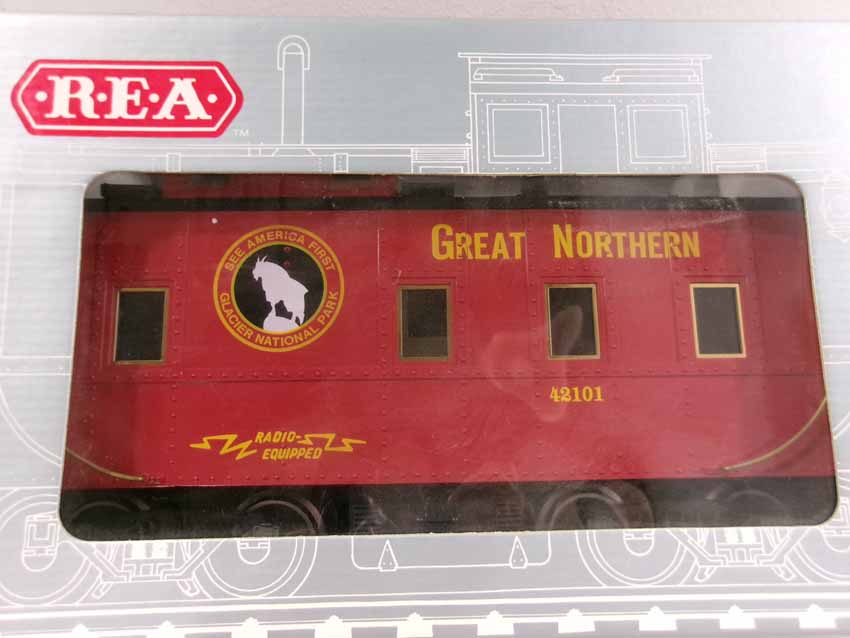 R·E·A
TM
SEE AMERICA FIRST
GLACIER NATIONAL PARK
GREAT NORTHERN
42101
RADIO-
EQUIPPED